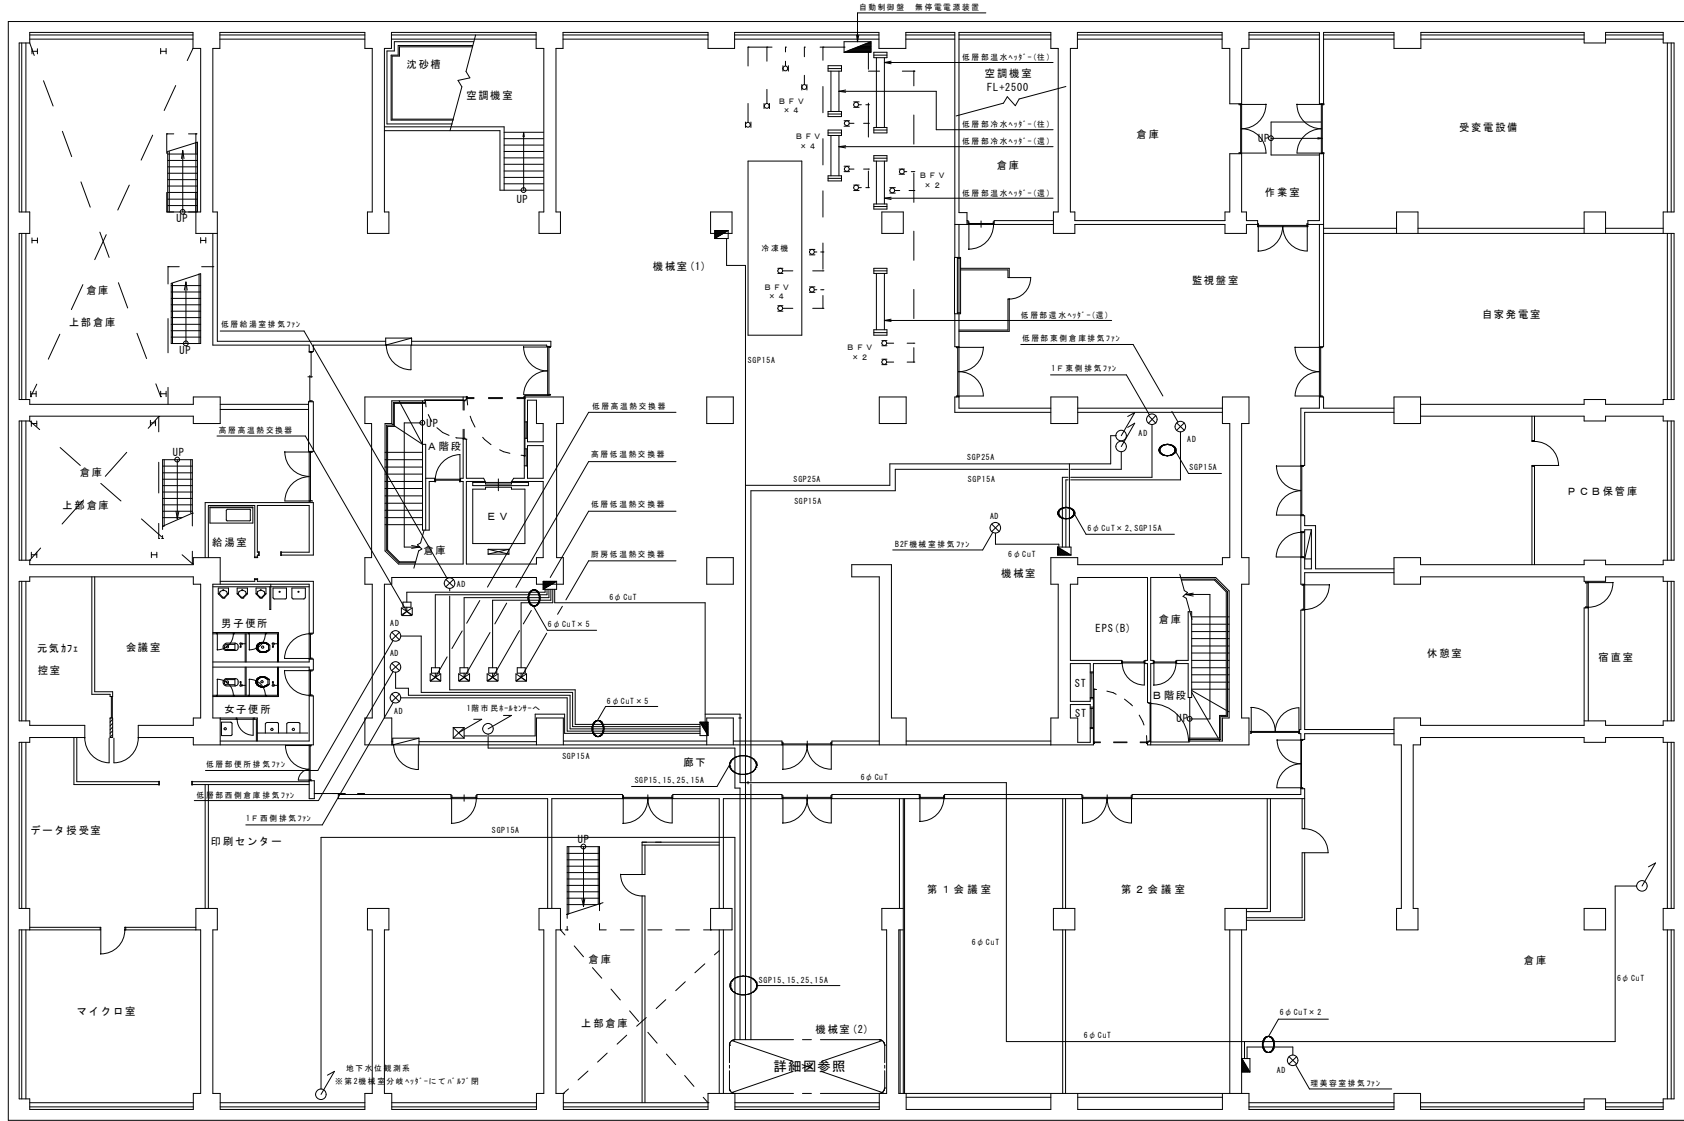 自動制御盤 無停電電源装置
沈砂槽
空調機室
UP
BFV
×4
BFV
×4
BFV
×2
低層部温水ヘッダー(往)
空調機室
FL+2500
低層部冷水ヘッダー(往)
低層部冷水ヘッダー(還)
倉庫
低層部温水ヘッダー(還)
倉庫
UP
作業室
受変電設備
UP
倉庫
上部倉庫
UP
機械室(1)
冷凍機
BFV
×4
監視盤室
自家発電室
低層給湯室排気ファン
低層部還水ヘッダー(還)
低層部東側倉庫排気ファン
BFV
×2
SGP15A
1F東側排気ファン
低層高温熱交換器
高層高温熱交換器
UP
A階段
高層低温熱交換器
AD
AD
SGP15A
SGP25A
SGP25A
SGP15A
SGP15A
倉庫
上部倉庫
UP
PCB保管庫
低層低温熱交換器
EV
AD
6φCuT×2,SGP15A
給湯室
倉庫
厨房低温熱交換器
B2F機械室排気ファン
6φCuT
機械室
AD
6φCuT
6φCuT×5
男子便所
AD
元気カフェ
控室
会議室
EPS(B)
倉庫
休憩室
宿直室
AD
ST
B階段
ST
UP
女子便所
AD
1階市民ホールセンサーへ
6φCuT×5
SGP15A
廊下
低層部便所排気ファン
SGP15,15,25,15A
6φCuT
低層部西側倉庫排気ファン
1F西側排気ファン
データ授受室
印刷センター
SGP15A
UP
第1会議室
第2会議室
6φCuT
倉庫
倉庫
6φCuT
SGP15,15,25,15A
マイクロ室
上部倉庫
機械室(2)
6φCuT×2
6φCuT
詳細図参照
地下水位観測系
※第2機械室分岐ヘッダーにてバルブ閉
AD
理美容室排気ファン